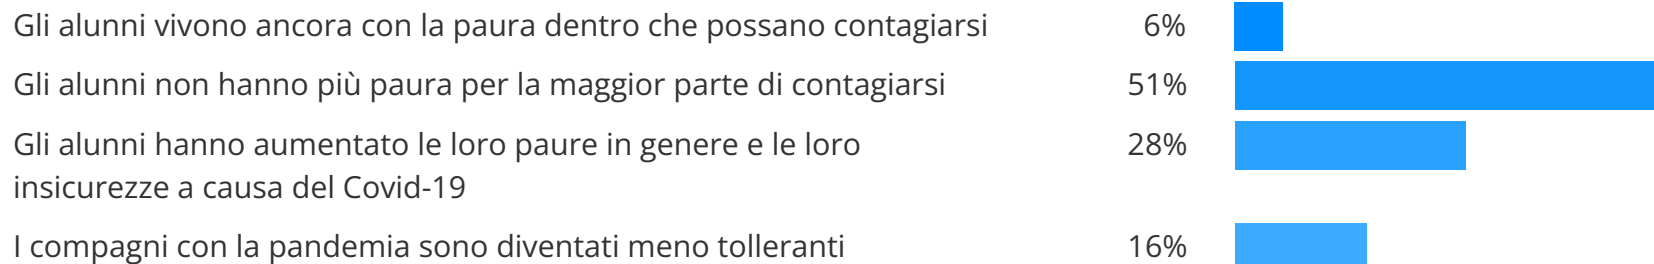 Gli alunni vivono ancora con la paura dentro che possano contagiarsi 6%
Gli alunni non hanno più paura per la maggior parte di contagiarsi 51%
Gli alunni hanno aumentato le loro paure in genere e le loro 28%
insicurezze a causa del Covid-19
I compagni con la pandemia sono diventati meno tolleranti 16%